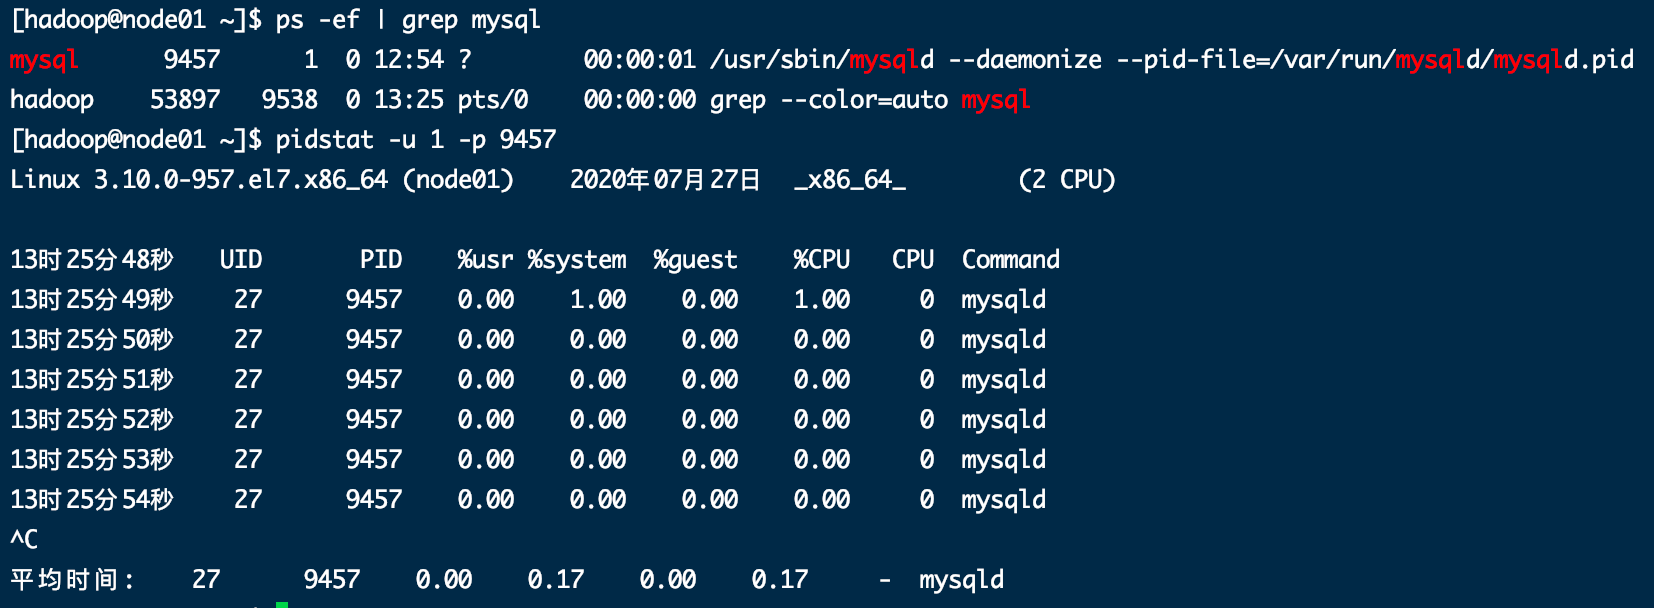 [hadoop@node01 ~]$ ps -ef | grep mysql
mysql      9457      1  0 12:54 ?        00:00:01 /usr/sbin/mysqld --daemonize --pid-file=/var/run/mysqld/mysqld.pid
hadoop    53897   9538  0 13:25 pts/0    00:00:00 grep --color=auto mysql
[hadoop@node01 ~]$ pidstat -u 1 -p 9457
Linux 3.10.0-957.el7.x86_64 (node01)    2020年07月27日  _x86_64_        (2 CPU)

13时25分48秒   UID       PID    %usr %system  %guest    %CPU   CPU  Command
13时25分49秒    27      9457    0.00    1.00    0.00    1.00     0  mysqld
13时25分50秒    27      9457    0.00    0.00    0.00    0.00     0  mysqld
13时25分51秒    27      9457    0.00    0.00    0.00    0.00     0  mysqld
13时25分52秒    27      9457    0.00    0.00    0.00    0.00     0  mysqld
13时25分53秒    27      9457    0.00    0.00    0.00    0.00     0  mysqld
13时25分54秒    27      9457    0.00    0.00    0.00    0.00     0  mysqld
^C
平均时间:    27      9457    0.00    0.17    0.00    0.17     -  mysqld